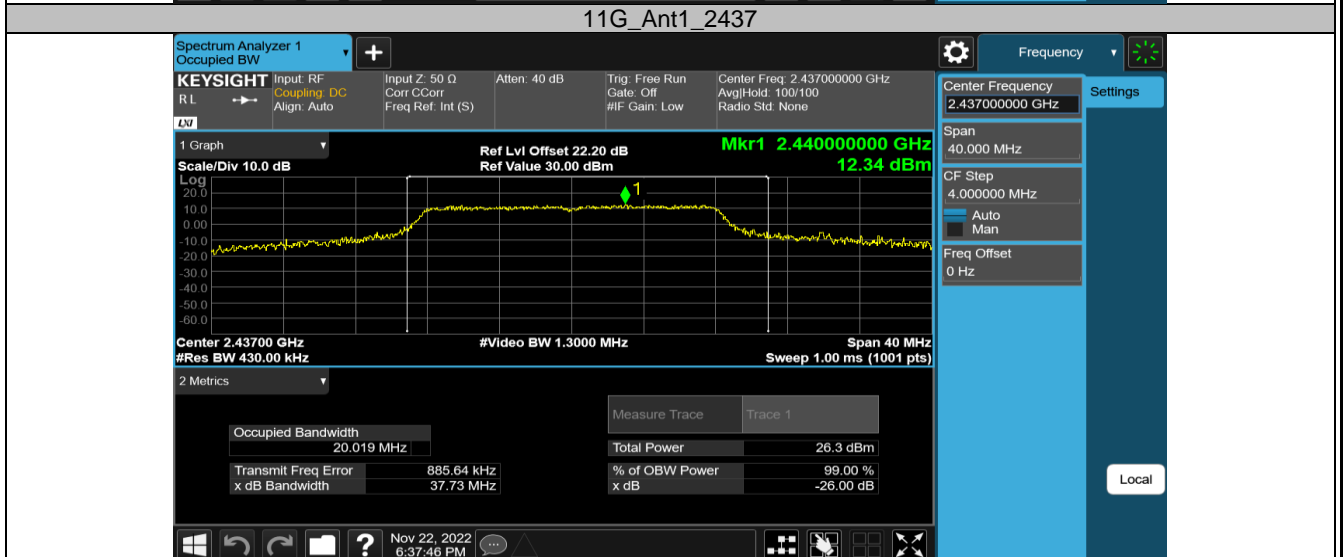 11G_Ant1_2437
Spectrum Analyzer 1
Occupied BW
+
Frequency
KEYSIGHT
R L
LXI
Input: RF
Coupling: DC
Align: Auto
Input Z: 50 Ω
Corr CCorr
Freq Ref: Int (S)
Atten: 40 dB
Trig: Free Run
Gate: Off
#IF Gain: Low
Center Freq: 2.437000000 GHz
Avg|Hold: 100/100
Radio Std: None
Center Frequency
2.437000000 GHz
Settings
Span
40.000 MHz
CF Step
4.000000 MHz
Auto
Man
Freq Offset
0 Hz
1 Graph
Scale/Div 10.0 dB
Ref Lvl Offset 22.20 dB
Ref Value 30.00 dBm
Mkr1 2.440000000 GHz
12.34 dBm
Log
20.0
10.0
0.00
-10.0
-20.0
-30.0
-40.0
-50.0
-60.0
1
Center 2.43700 GHz
#Res BW 430.00 kHz
#Video BW 1.3000 MHz
Span 40 MHz
Sweep 1.00 ms (1001 pts)
2 Metrics
Measure Trace
Trace 1
Occupied Bandwidth
20.019 MHz
Total Power
26.3 dBm
Transmit Freq Error
885.64 kHz
% of OBW Power
99.00 %
x dB Bandwidth
37.73 MHz
x dB
-26.00 dB
Local
?
Nov 22, 2022
6:37:46 PM